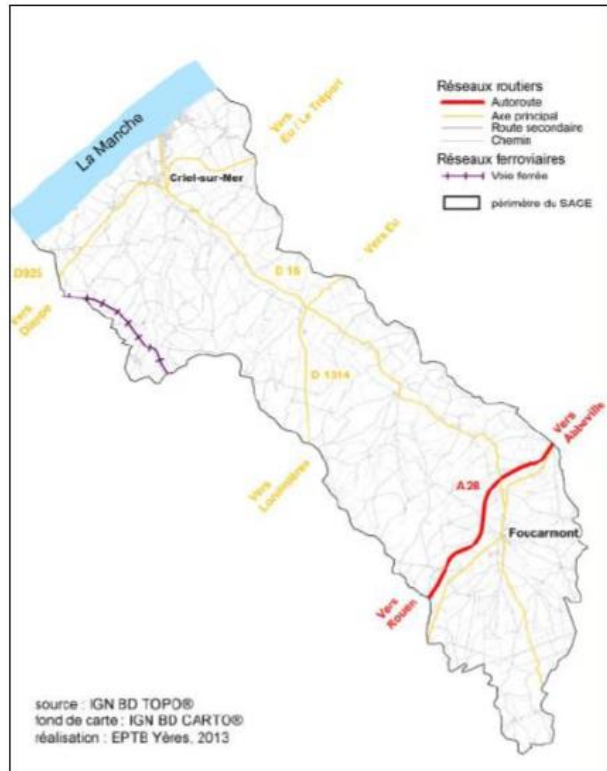 La Manche
Vers
Eu / Le Tréport
Réseaux routiers
Autoroute
Axe principal
Route secondaire
Chemin
Réseaux ferroviaires
Voie ferrée
périmètre du SAGE
Criel-sur-Mer
Vers Eu
D925
Vers
Dieppe
D 16
D 1314
Vers
Londinières
Vers
Abbeville
A28
Foucarmont
Vers
Rouen
source : IGN BD TOPO®
fond de carte : IGN BD CARTO®
réalisation : EPTB Yères, 2013